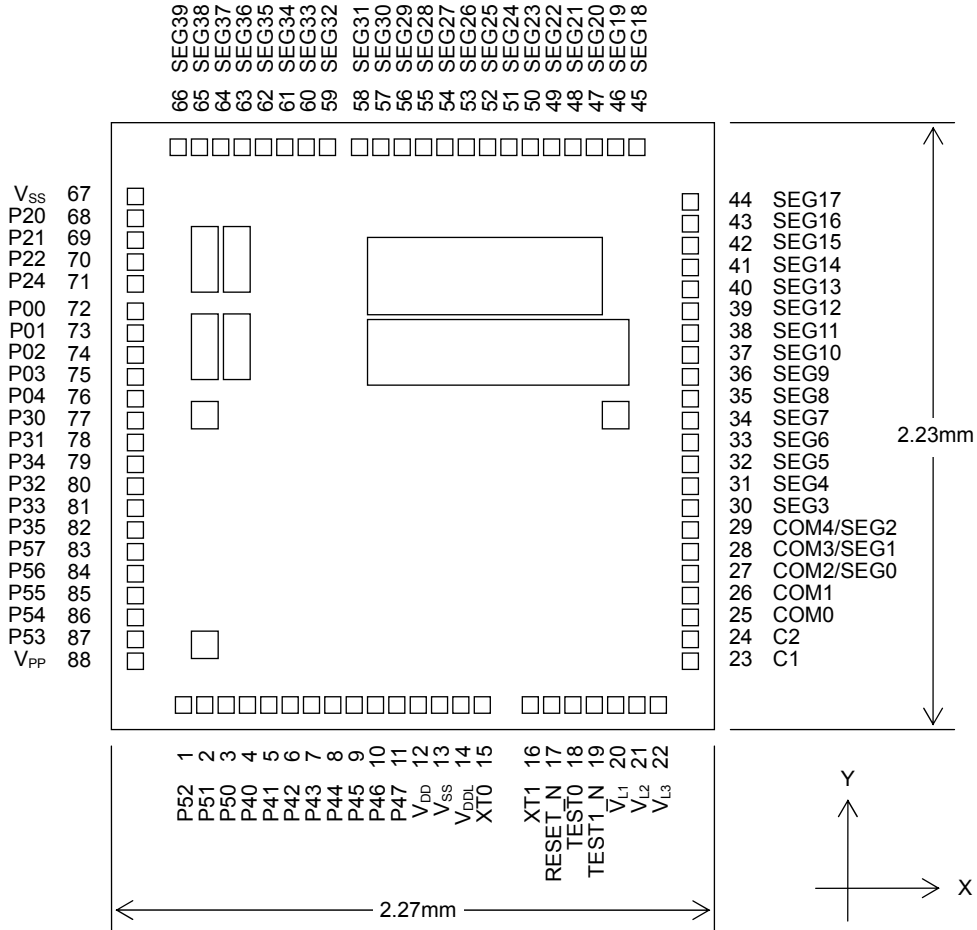 66 SEG39
65 SEG38
64 SEG37
63 SEG36
62 SEG35
61 SEG34
60 SEG33
59 SEG32
58 SEG31
57 SEG30
56 SEG29
55 SEG28
54 SEG27
53 SEG26
52 SEG25
51 SEG24
50 SEG23
49 SEG22
48 SEG21
47 SEG20
46 SEG19
45 SEG18
VSS 67
P20 68
P21 69
P22 70
P24 71
P00 72
P01 73
P02 74
P03 75
P04 76
P30 77
P31 78
P34 79
P32 80
P33 81
P35 82
P57 83
P56 84
P55 85
P54 86
P53 87
VPP 88
44 SEG17
43 SEG16
42 SEG15
41 SEG14
40 SEG13
39 SEG12
38 SEG11
37 SEG10
36 SEG9
35 SEG8
34 SEG7
33 SEG6
32 SEG5
31 SEG4
30 SEG3
29 COM4/SEG2
28 COM3/SEG1
27 COM2/SEG0
26 COM1
25 COM0
24 C2
23 C1
2.23mm
P52 1
P51 2
P50 3
P40 4
P41 5
P42 6
P43 7
P44 8
P45 9
P46 10
P47 11
VDD 12
VSS 13
VDDL 14
XT0 15
XT1 16
RESET_N 17
TEST0 18
TEST1_N 19
VL1 20
VL2 21
VL3 22
2.27mm
Y
X